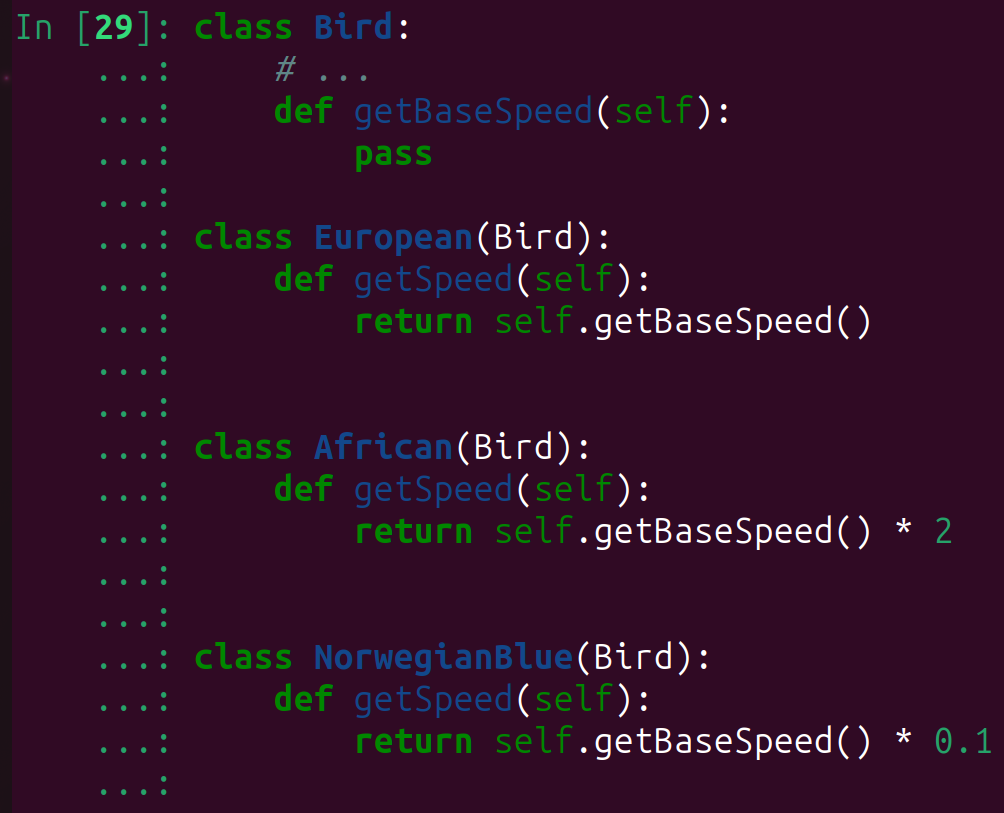 In [29]: class Bird:
    ...:     # ...
    ...:     def getBaseSpeed(self):
    ...:         pass
    ...:
    ...: class European(Bird):
    ...:     def getSpeed(self):
    ...:         return self.getBaseSpeed()
    ...:
    ...:
    ...: class African(Bird):
    ...:     def getSpeed(self):
    ...:         return self.getBaseSpeed() * 2
    ...:
    ...:
    ...: class NorwegianBlue(Bird):
    ...:     def getSpeed(self):
    ...:         return self.getBaseSpeed() * 0.1
    ...: